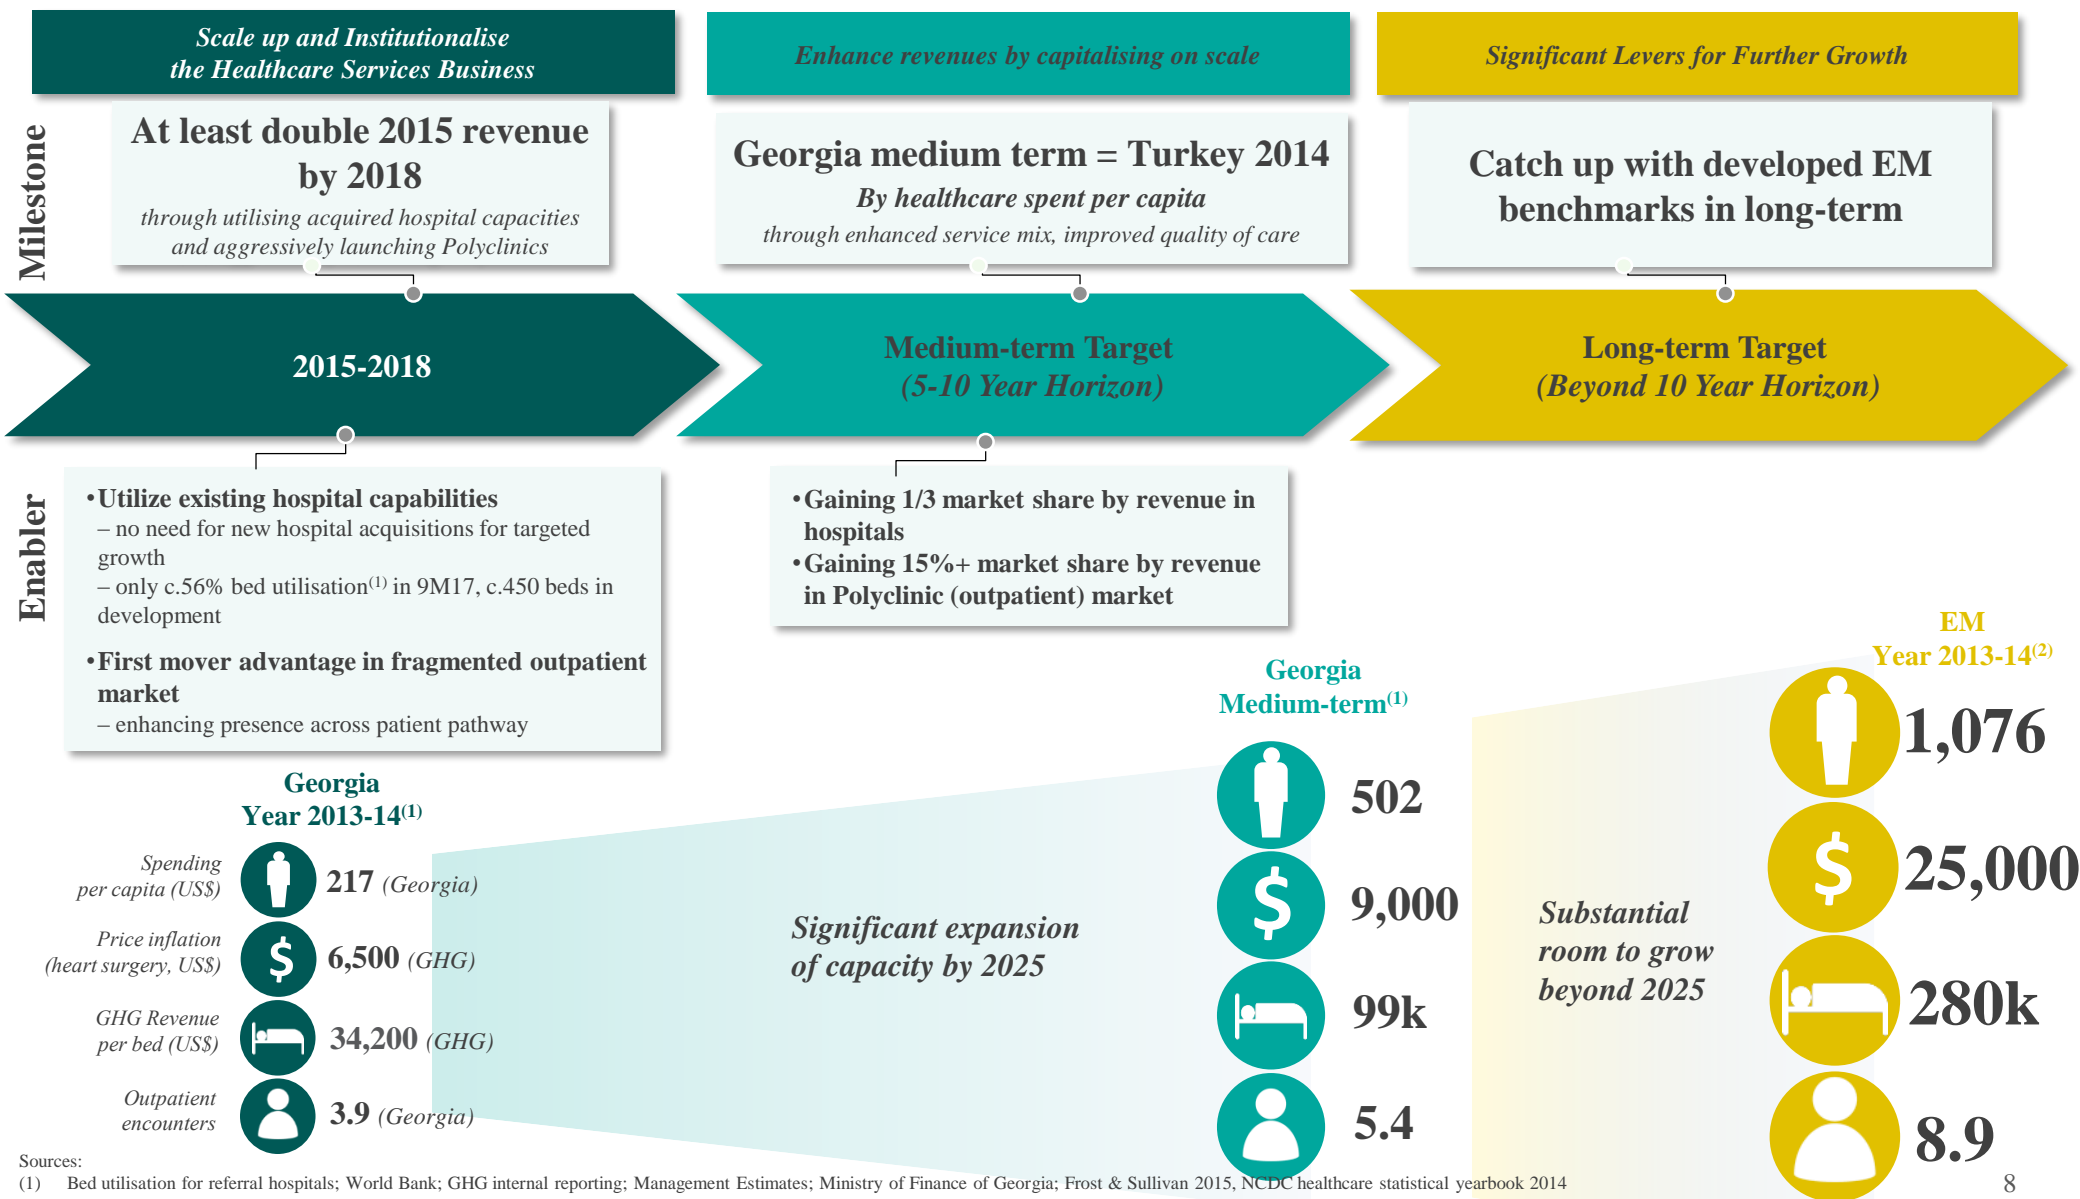 Scale up and Institutionalise
the Healthcare Services Business
Enhance revenues by capitalising on scale
Significant Levers for Further Growth
Milestone
At least double 2015 revenue
by 2018
through utilising acquired hospital capacities
and aggressively launching Polyclinics
Georgia medium term = Turkey 2014
By healthcare spent per capita
through enhanced service mix, improved quality of care
Catch up with developed EM
benchmarks in long-term
2015-2018
Medium-term Target
(5-10 Year Horizon)
Long-term Target
(Beyond 10 Year Horizon)
Enabler
•Utilize existing hospital capabilities
– no need for new hospital acquisitions for targeted
growth
– only c.56% bed utilisation(1) in 9M17, c.450 beds in
development
•First mover advantage in fragmented outpatient
market
– enhancing presence across patient pathway
•Gaining 1/3 market share by revenue in
hospitals
•Gaining 15%+ market share by revenue
in Polyclinic (outpatient) market
Georgia
Year 2013-14(1)
Spending
per capita (US$)
217 (Georgia)
Price inflation
(heart surgery, US$)
$
6,500 (GHG)
GHG Revenue
per bed (US$)
34,200 (GHG)
Outpatient
encounters
3.9 (Georgia)
Significant expansion
of capacity by 2025
Georgia
Medium-term(1)
502
$
9,000
99k
5.4
Substantial
room to grow
beyond 2025
EM
Year 2013-14(2)
1,076
$
25,000
280k
8.9
Sources:
(1) Bed utilisation for referral hospitals; World Bank; GHG internal reporting; Management Estimates; Ministry of Finance of Georgia; Frost & Sullivan 2015, NCDC healthcare statistical yearbook 2014
8